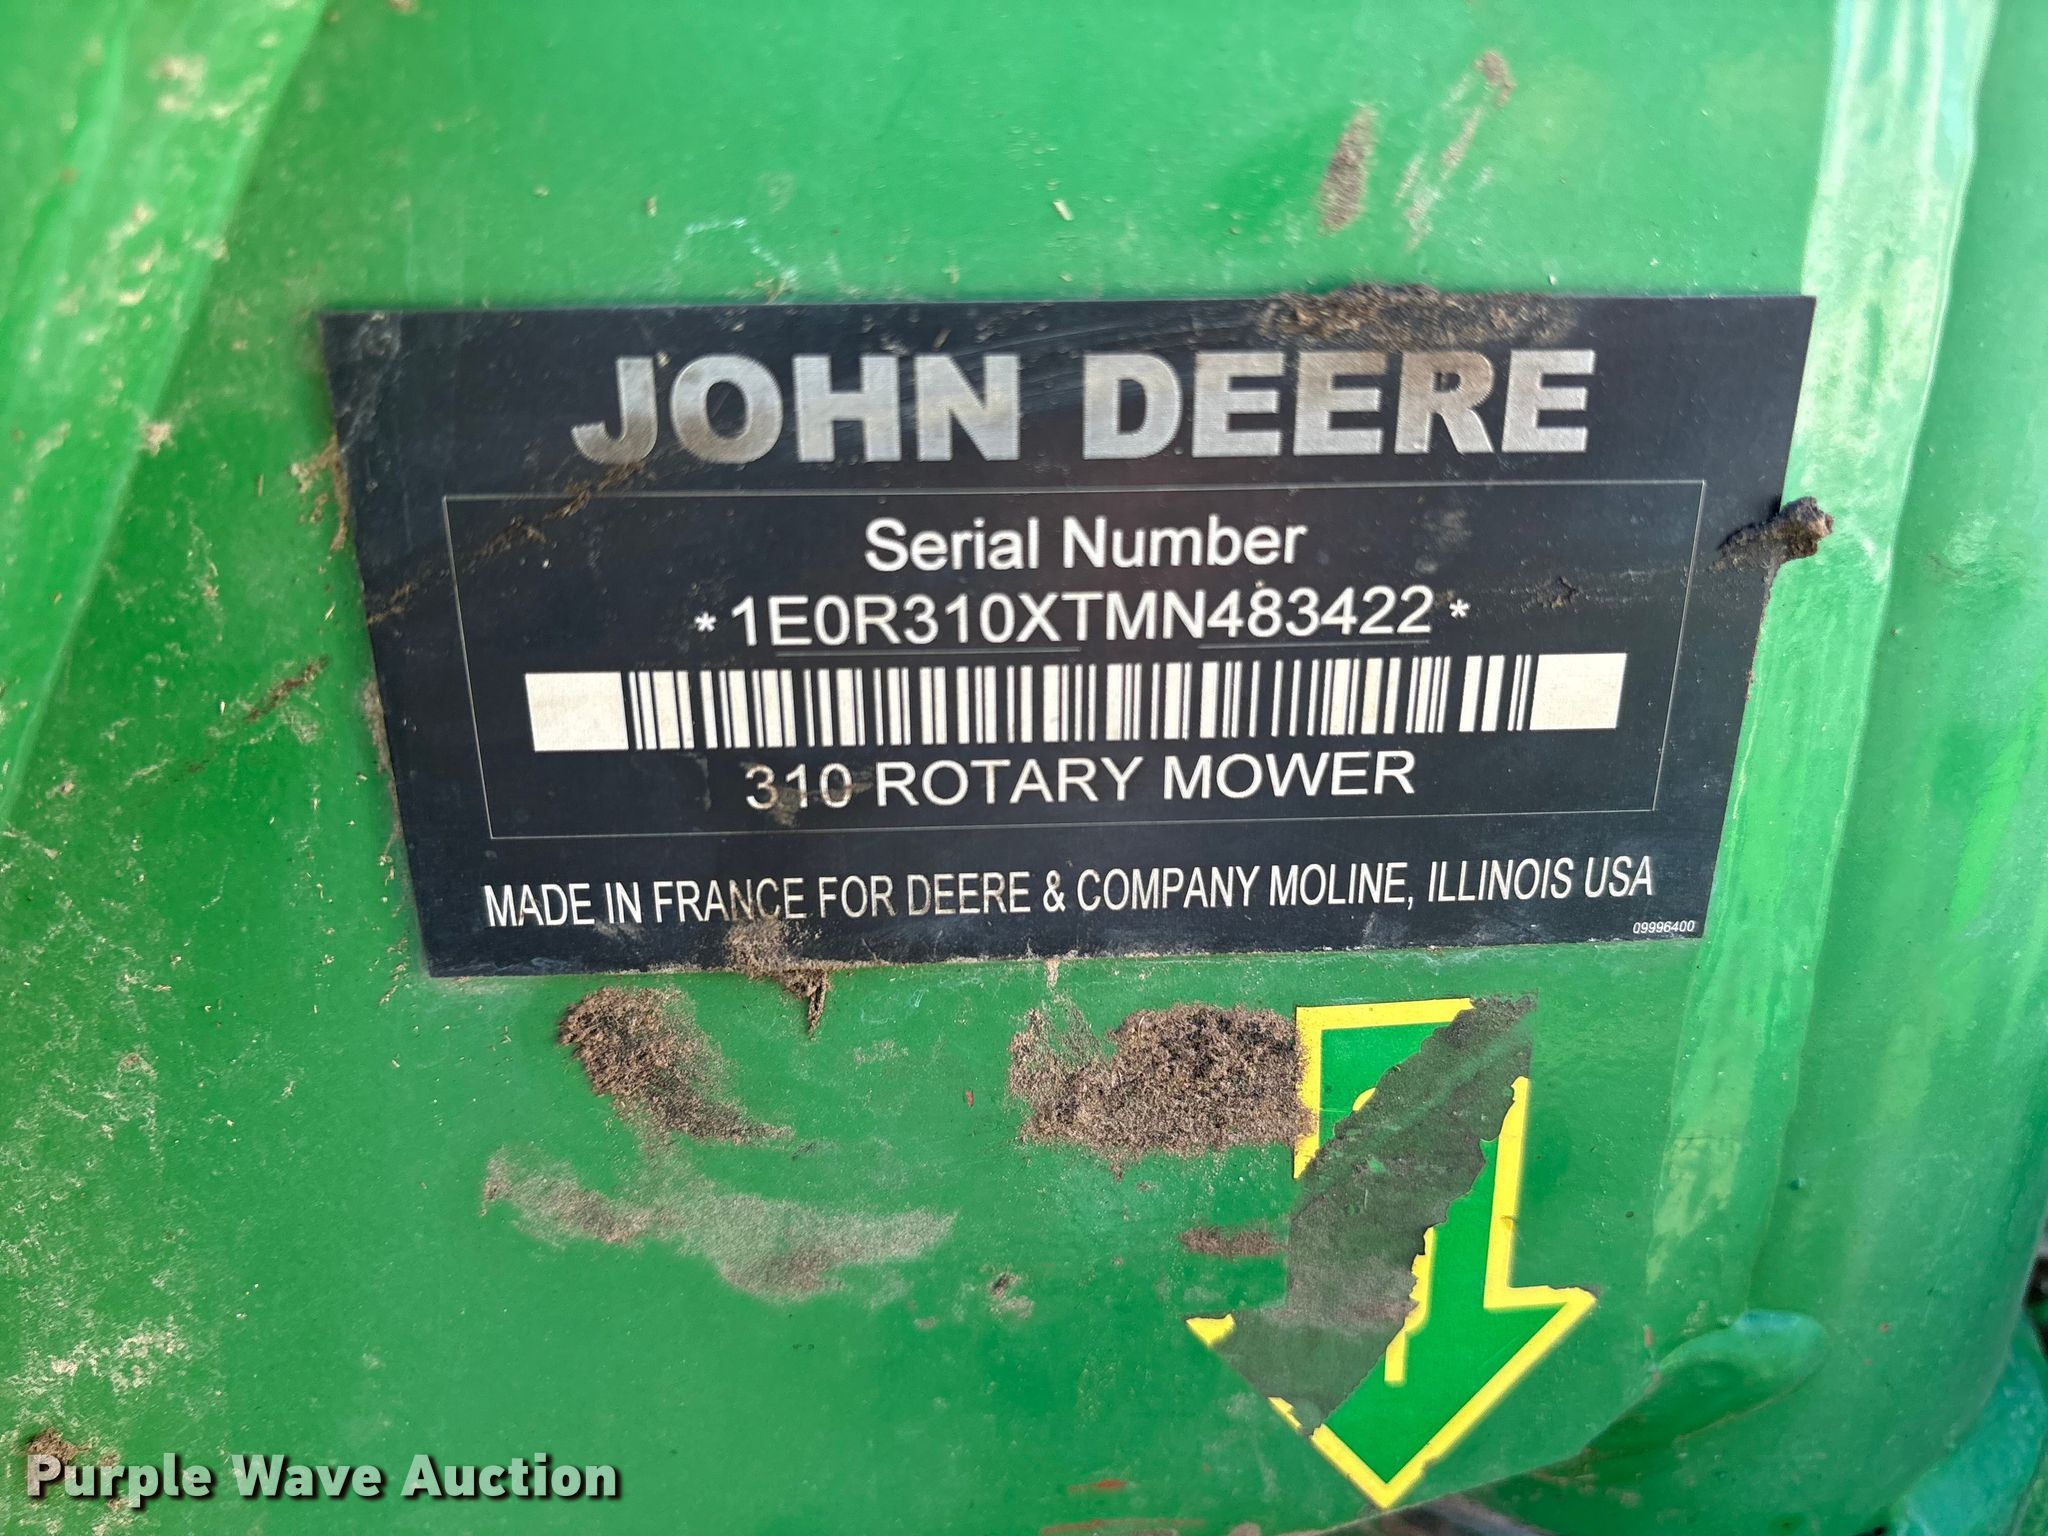 JOHN DEERE
Serial Number
*1E0R310XTMN483422*
310 ROTARY MOWER
MADE IN FRANCE FOR DEERE & COMPANY MOLINE, ILLINOIS USA
09996400
Purple Wave Auction